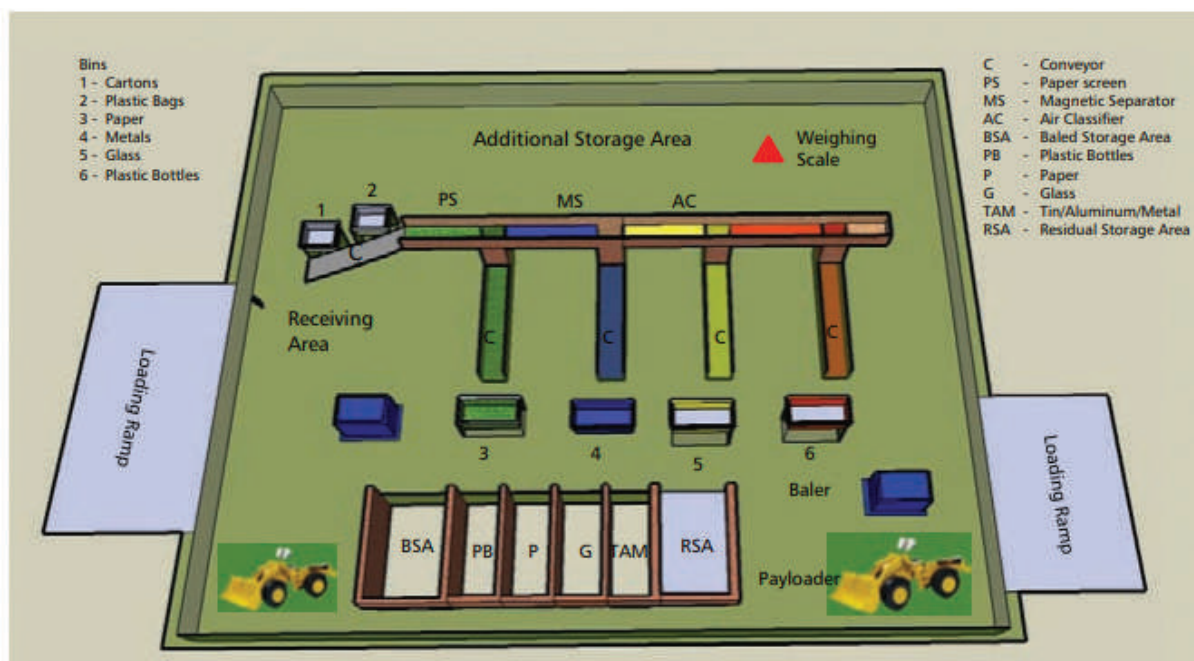 Bins
1 - Cartons
2 - Plastic Bags
3 - Paper
4 - Metals
5 - Glass
6 - Plastic Bottles
C - Conveyor
PS - Paper screen
MS - Magnetic Separator
AC - Air Classifier
BSA - Baled Storage Area
PB - Plastic Bottles
P - Paper
G - Glass
TAM - Tin/Aluminum/Metal
RSA - Residual Storage Area
Additional Storage Area
Weighing
Scale
1
2
PS
MS
AC
C
Receiving
Area
C
C
C
C
Loading Ramp
3
4
5
6
Baler
Loading Ramp
BSA
PB
P
G
TAM
RSA
Payloader